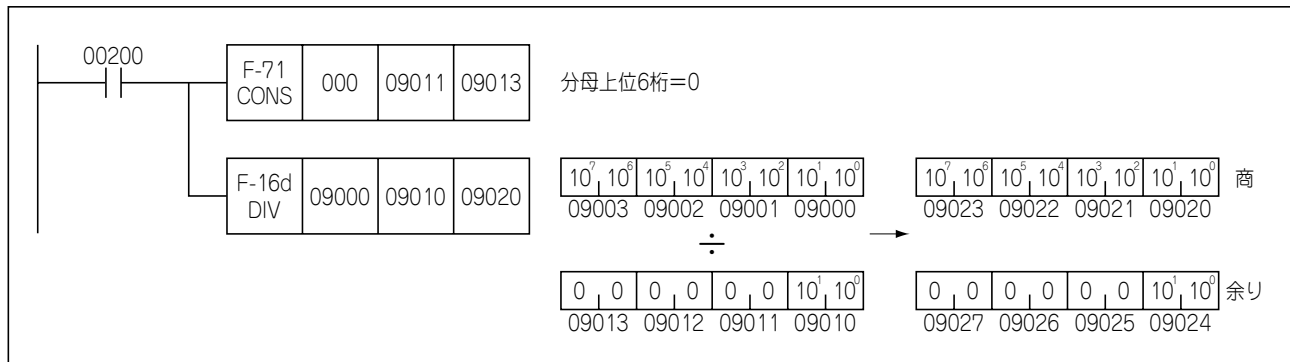 00200
F-71 CONS 000 09011 09013
分母上位6桁=0
F-16d DIV 09000 09010 09020
10⁷ 10⁶ 10⁵ 10⁴ 10³ 10² 10¹ 10⁰
09003 09002 09001 09000
÷
0 0 0 0 0 0 10¹ 10⁰
09013 09012 09011 09010
→
10⁷ 10⁶ 10⁵ 10⁴ 10³ 10² 10¹ 10⁰ 商
09023 09022 09021 09020
0 0 0 0 0 0 10¹ 10⁰ 余り
09027 09026 09025 09024